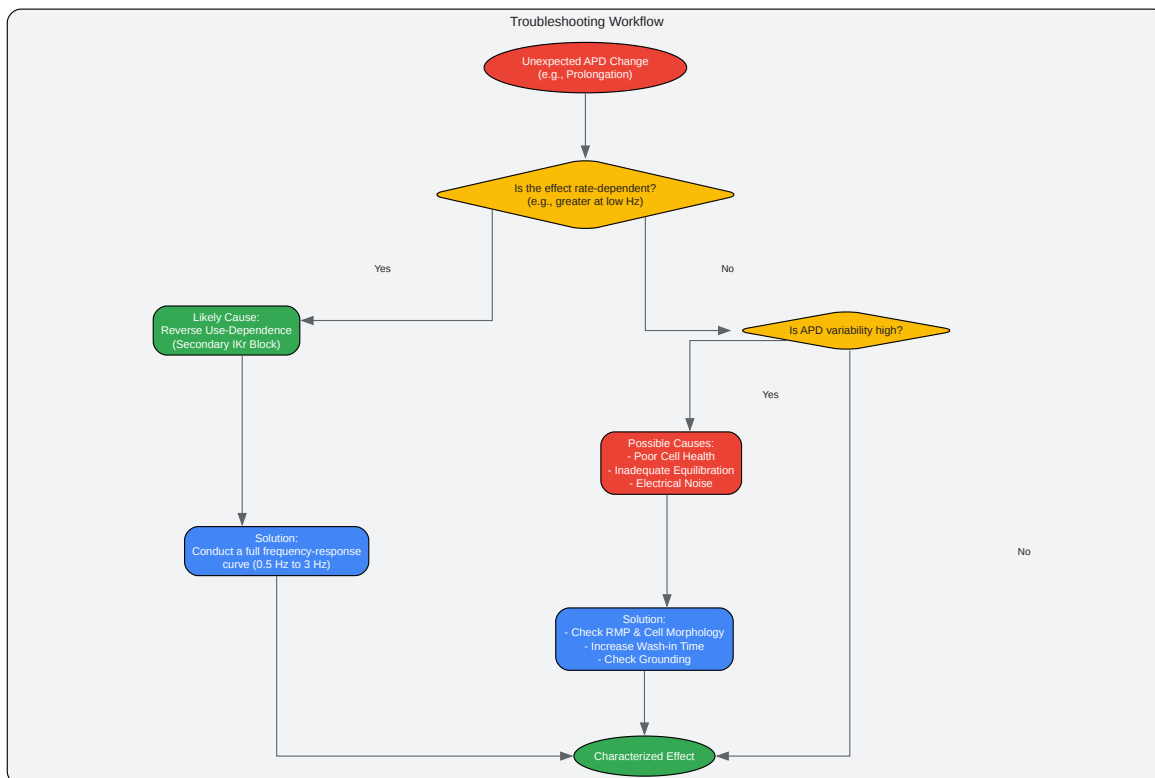 Troubleshooting Workflow
Unexpected APD Change
(e.g., Prolongation)
Is the effect rate-dependent?
(e.g., greater at low Hz)
Yes
No
Likely Cause:
Reverse Use-Dependence
(Secondary IKr Block)
Is APD variability high?
Yes
Possible Causes:
- Poor Cell Health
- Inadequate Equilibration
- Electrical Noise
Solution:
Conduct a full frequency-response
curve (0.5 Hz to 3 Hz)
No
Solution:
- Check RMP & Cell Morphology
- Increase Wash-in Time
- Check Grounding
Characterized Effect